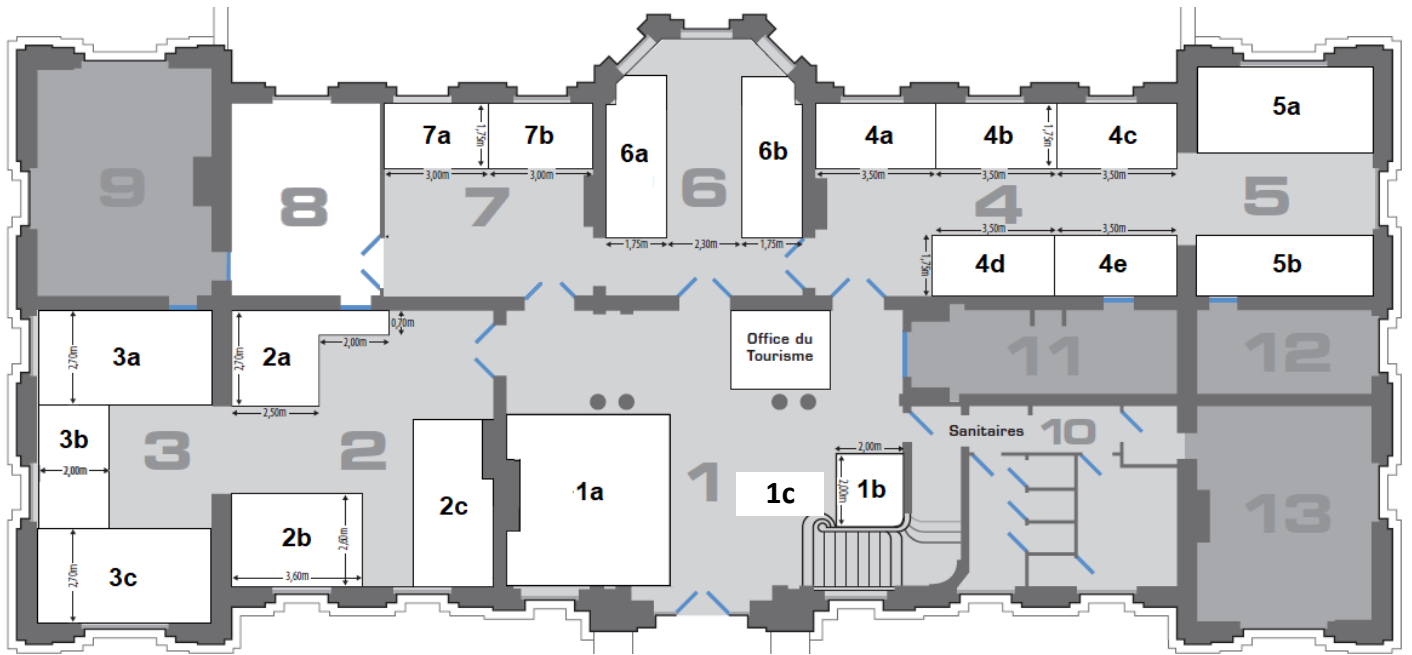 5a
7a
7b
4a
4b
4c
1,75m
1,75m
6a
6b
9
8
7
6
4
5
3,00m
3,00m
3,50m
3,50m
3,50m
3,50m
3,50m
1,75m
2,30m
1,75m
1,75m
4d
4e
5b
3a
2,70m
2a
2,70m
0,70m
2,00m
2,50m
Office du
Tourisme
11
12
3b
2,00m
3
2
Sanitaires
10
2,00m
2,00m
1a
1
1c
1b
2c
13
2b
2,60m
3,60m
3c
2,70m